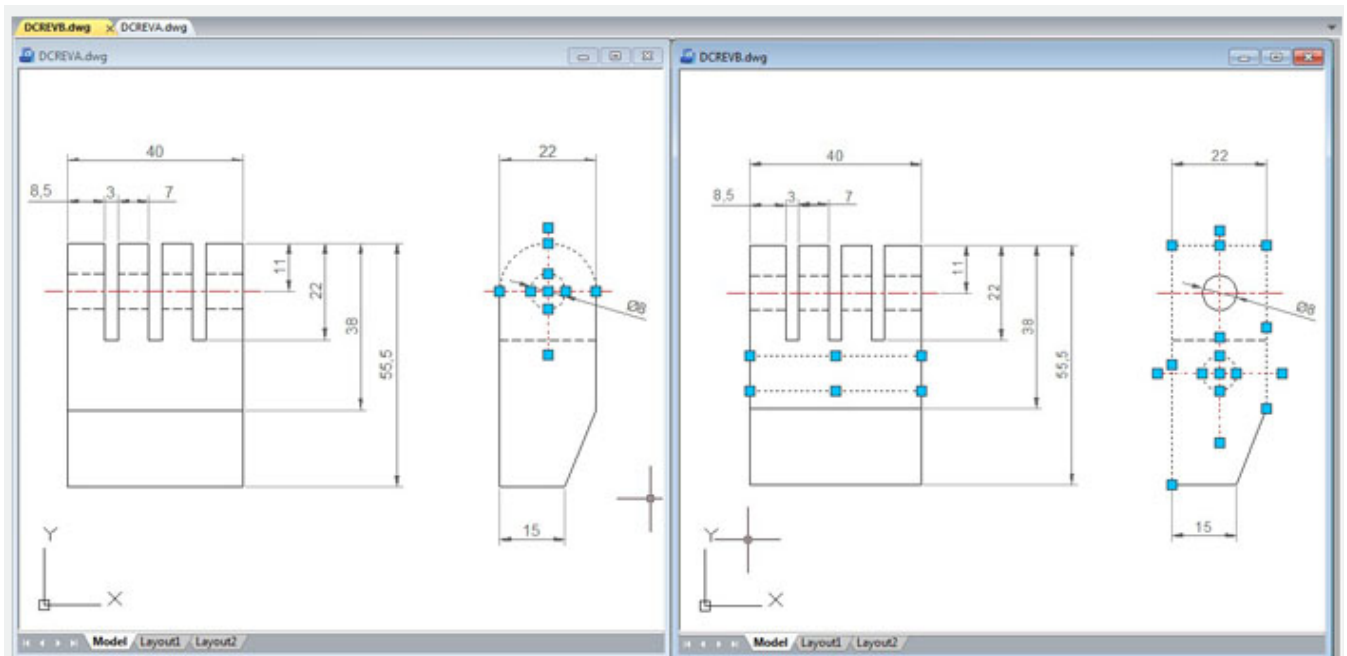 DCREVB.dwg x DCREVA.dwg
DCREVA.dwg
40
22
8,5 3 7
11
22
38
55,5
Ø8
15
Y
X
Model Layout1 Layout2
DCREVB.dwg
40
22
8,5 3 7
11
22
38
55,5
Ø8
15
Y
X
Model Layout1 Layout2